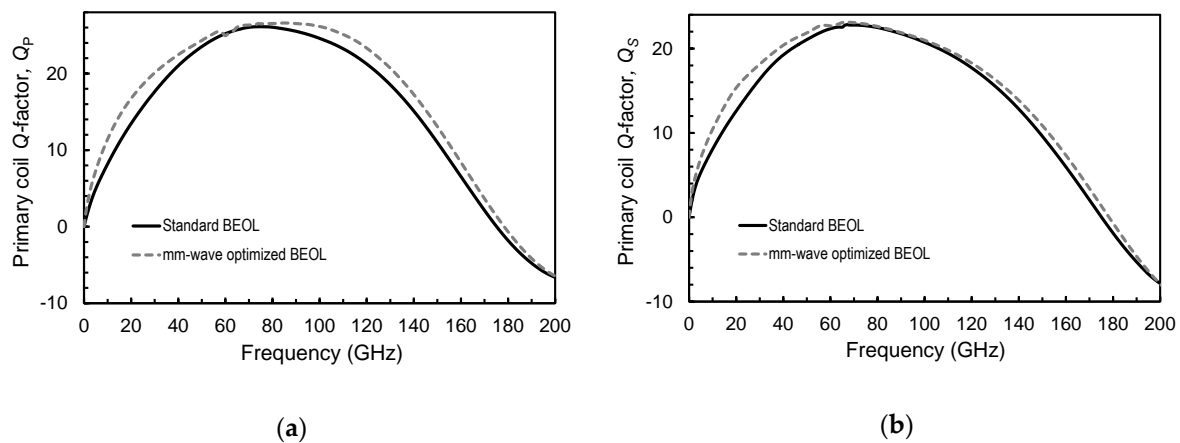 Primary coil Q-factor, QP
20
10
0
-10
Standard BEOL
mm-wave optimized BEOL
0 20 40 60 80 100 120 140 160 180 200
Frequency (GHz)
(a)
Primary coil Q-factor, QS
20
10
0
-10
Standard BEOL
mm-wave optimized BEOL
0 20 40 60 80 100 120 140 160 180 200
Frequency (GHz)
(b)